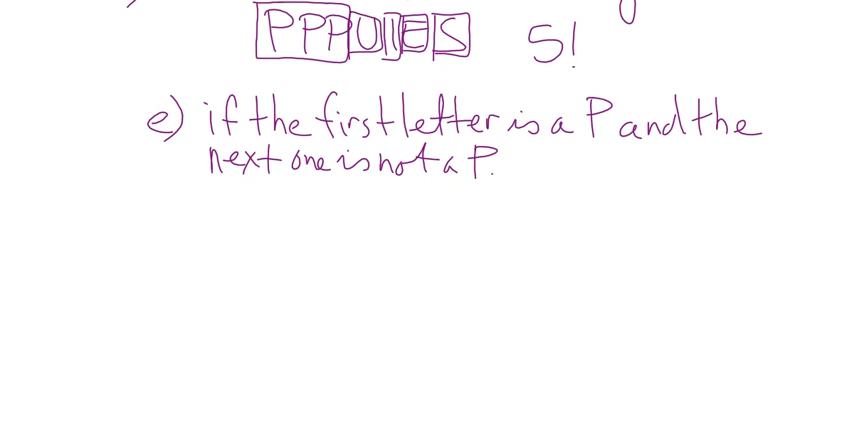 PPPUIES 5!
e) if the first letter is a P and the
next one is not a P.